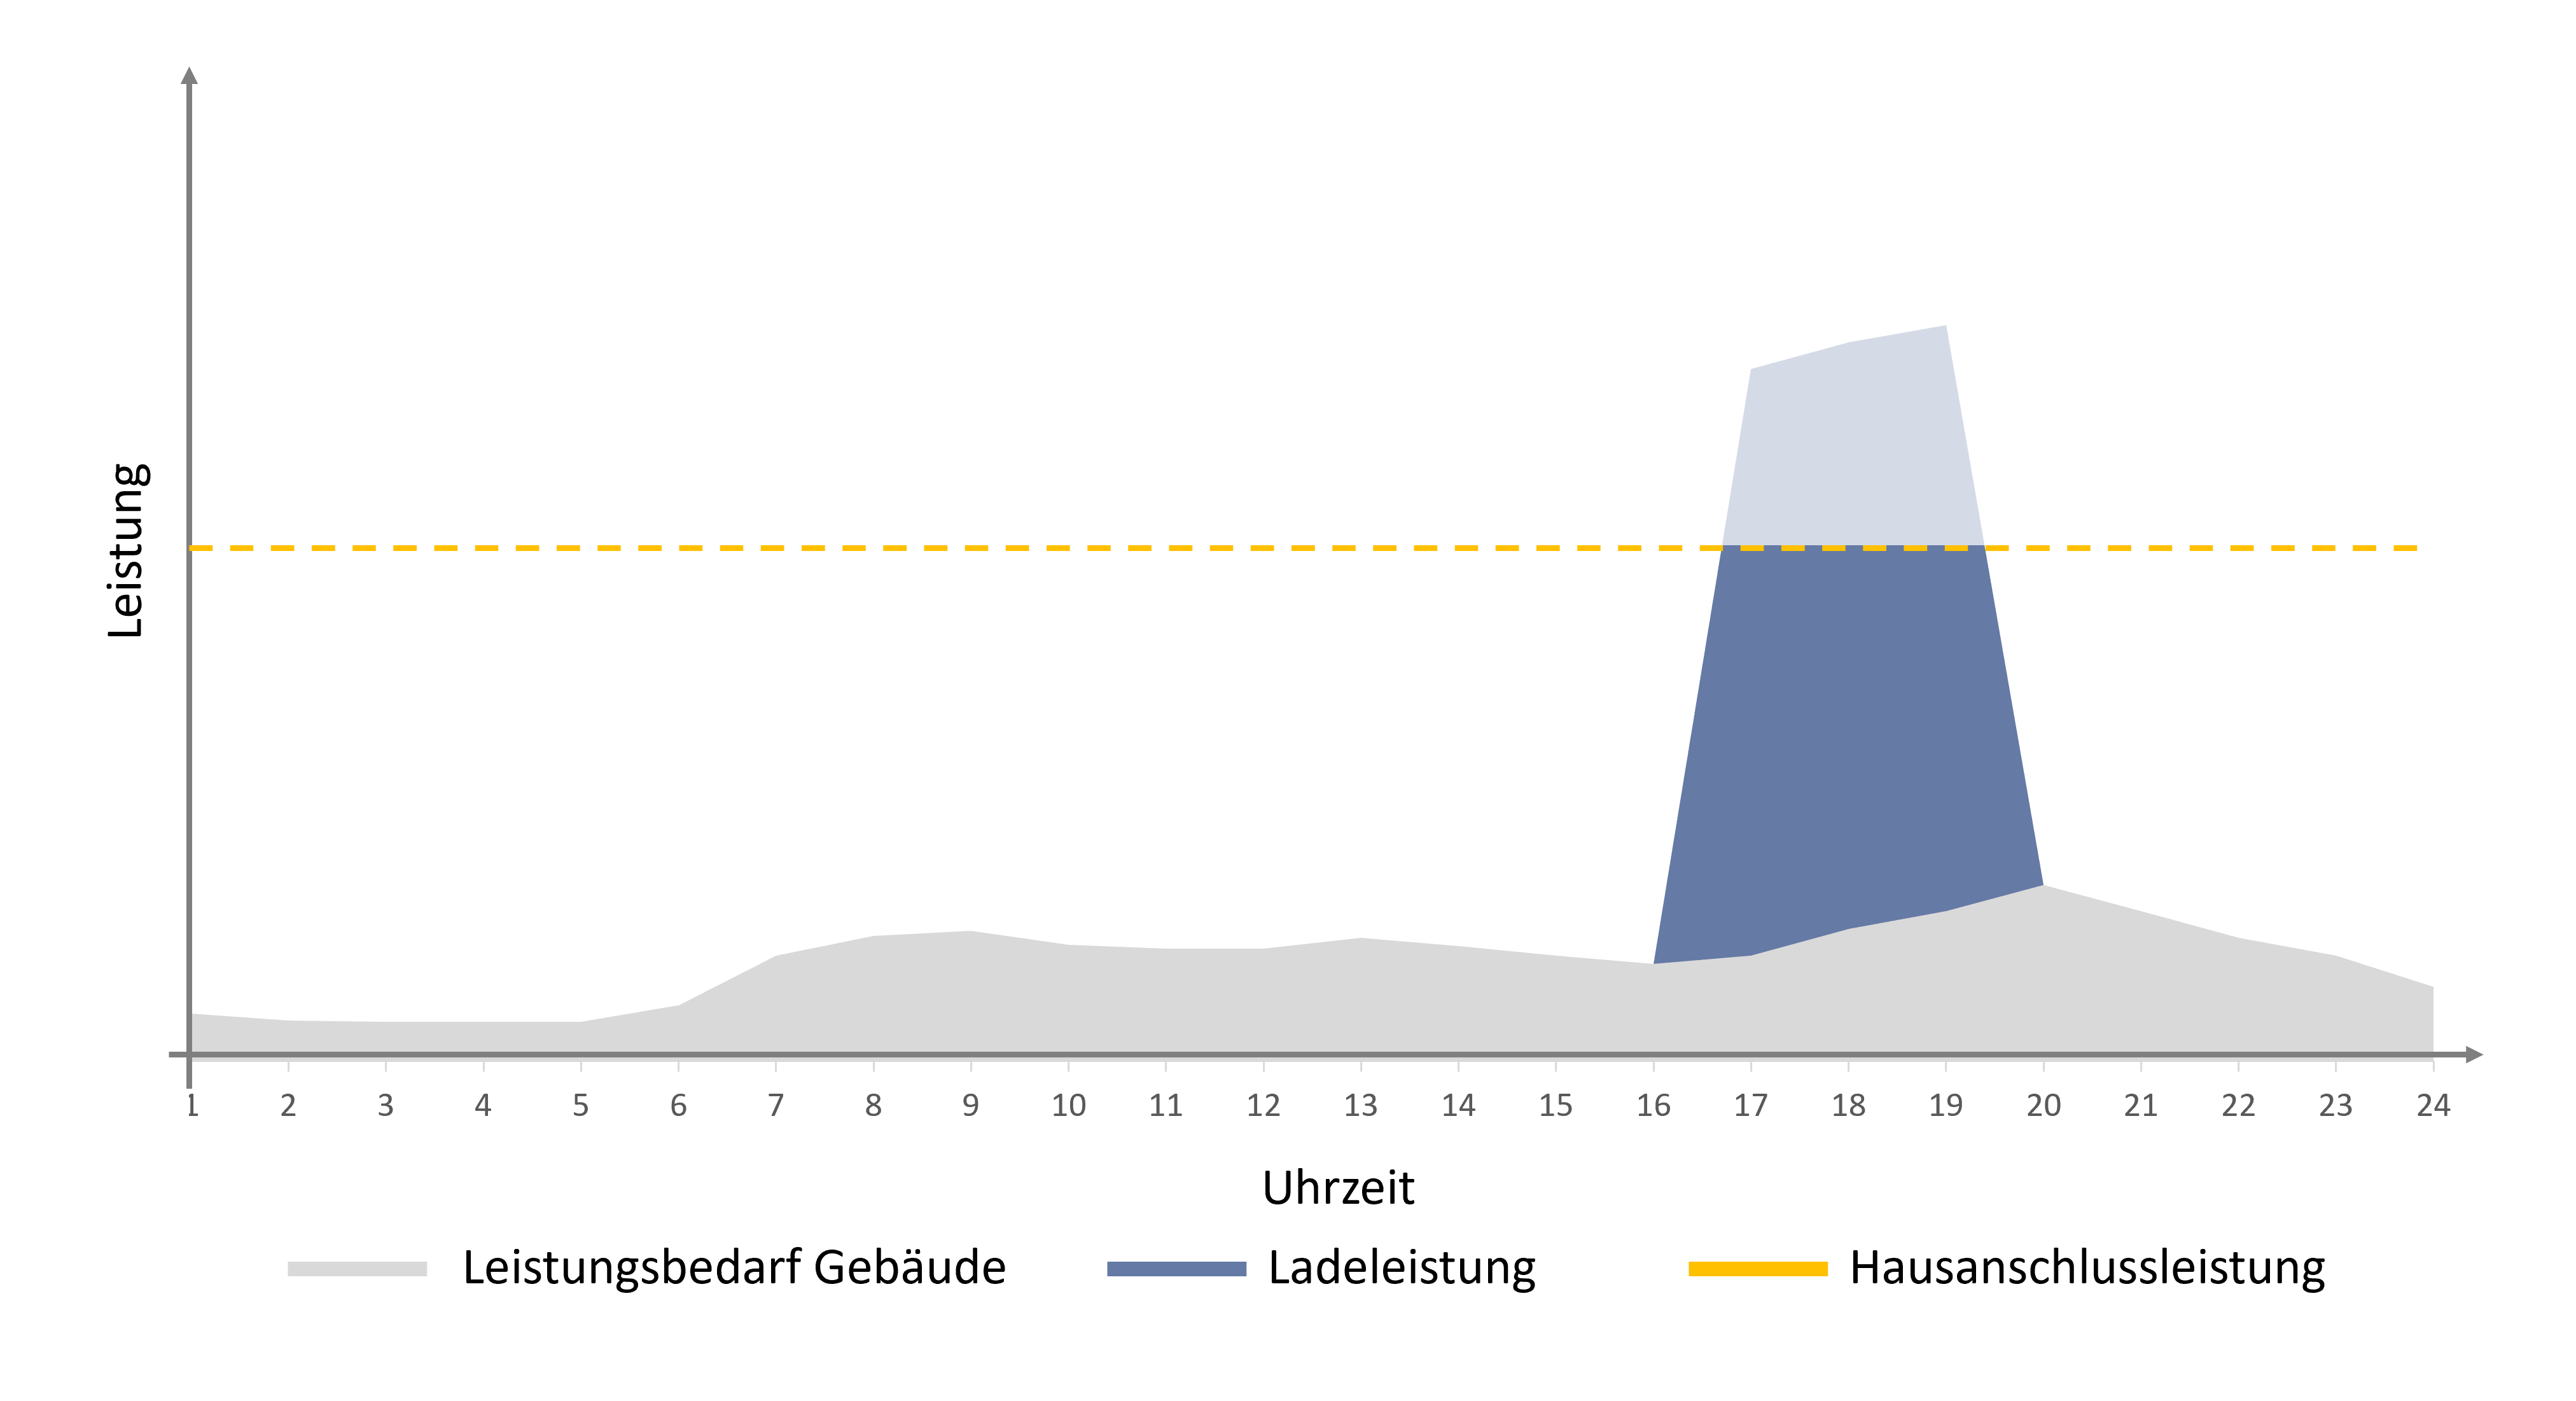 Leistung
1 2 3 4 5 6 7 8 9 10 11 12 13 14 15 16 17 18 19 20 21 22 23 24
Uhrzeit
Leistungsbedarf Gebäude Ladeleistung Hausanschlussleistung